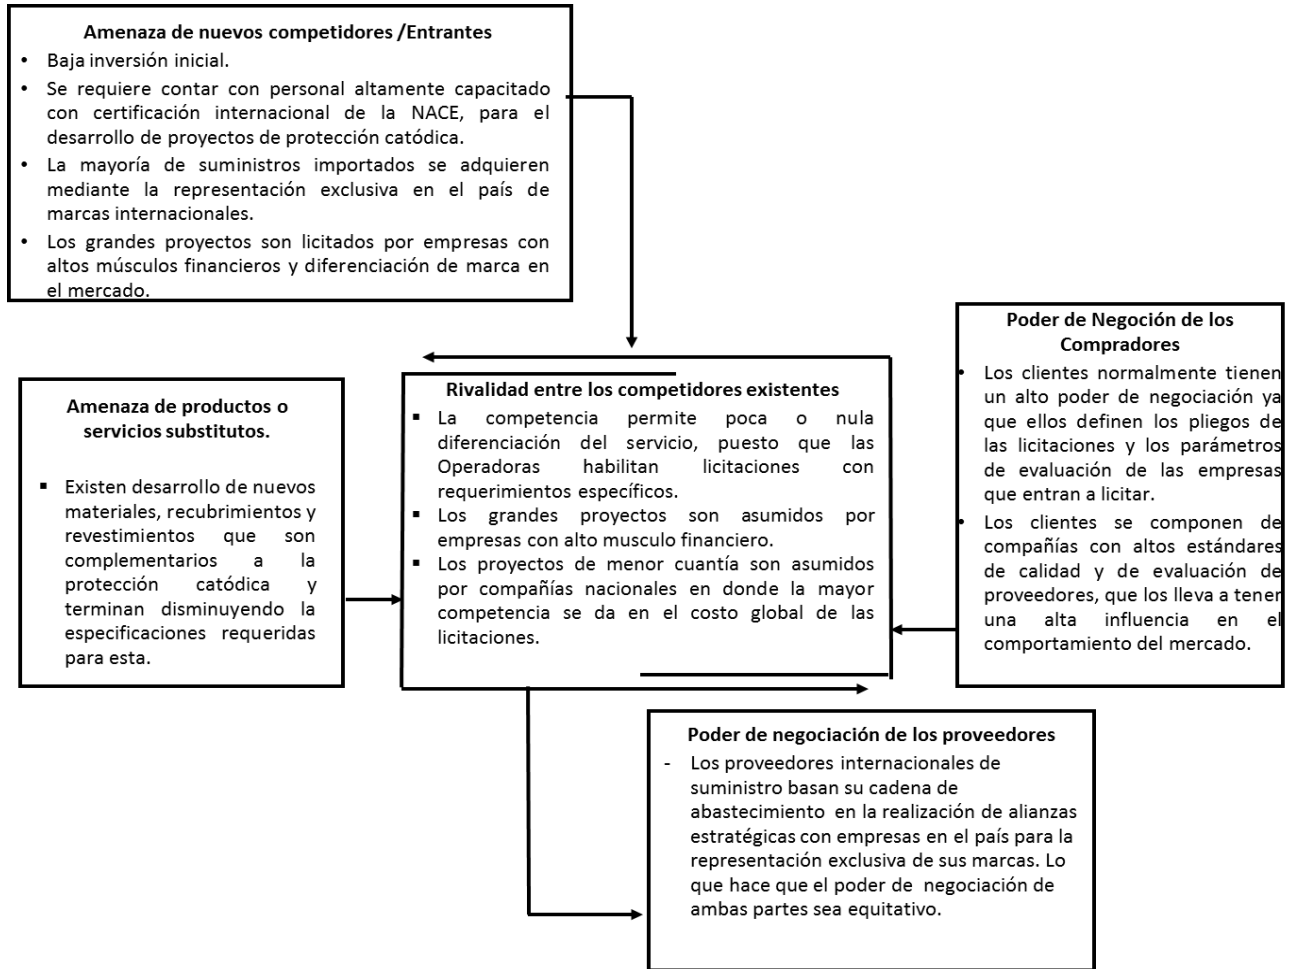 Amenaza de nuevos competidores /Entrantes
• Baja inversión inicial.
• Se requiere contar con personal altamente capacitado
con certificación internacional de la NACE, para el
desarrollo de proyectos de protección catódica.
• La mayoría de suministros importados se adquieren
mediante la representación exclusiva en el país de
marcas internacionales.
• Los grandes proyectos son licitados por empresas con
altos músculos financieros y diferenciación de marca en
el mercado.
Amenaza de productos o
servicios substitutos.
▪ Existen desarrollo de nuevos
materiales, recubrimientos y
revestimientos que son
complementarios a la
protección catódica y
terminan disminuyendo la
especificaciones requeridas
para esta.
Rivalidad entre los competidores existentes
▪ La competencia permite poca o nula
diferenciación del servicio, puesto que las
Operadoras habilitan licitaciones con
requerimientos específicos.
▪ Los grandes proyectos son asumidos por
empresas con alto musculo financiero.
▪ Los proyectos de menor cuantía son asumidos
por compañías nacionales en donde la mayor
competencia se da en el costo global de las
licitaciones.
Poder de Negoción de los
Compradores
• Los clientes normalmente tienen
un alto poder de negociación ya
que ellos definen los pliegos de
las licitaciones y los parámetros
de evaluación de las empresas
que entran a licitar.
• Los clientes se componen de
compañías con altos estándares
de calidad y de evaluación de
proveedores, que los lleva a tener
una alta influencia en el
comportamiento del mercado.
Poder de negociación de los proveedores
- Los proveedores internacionales de
suministro basan su cadena de
abastecimiento en la realización de alianzas
estratégicas con empresas en el país para la
representación exclusiva de sus marcas. Lo
que hace que el poder de negociación de
ambas partes sea equitativo.